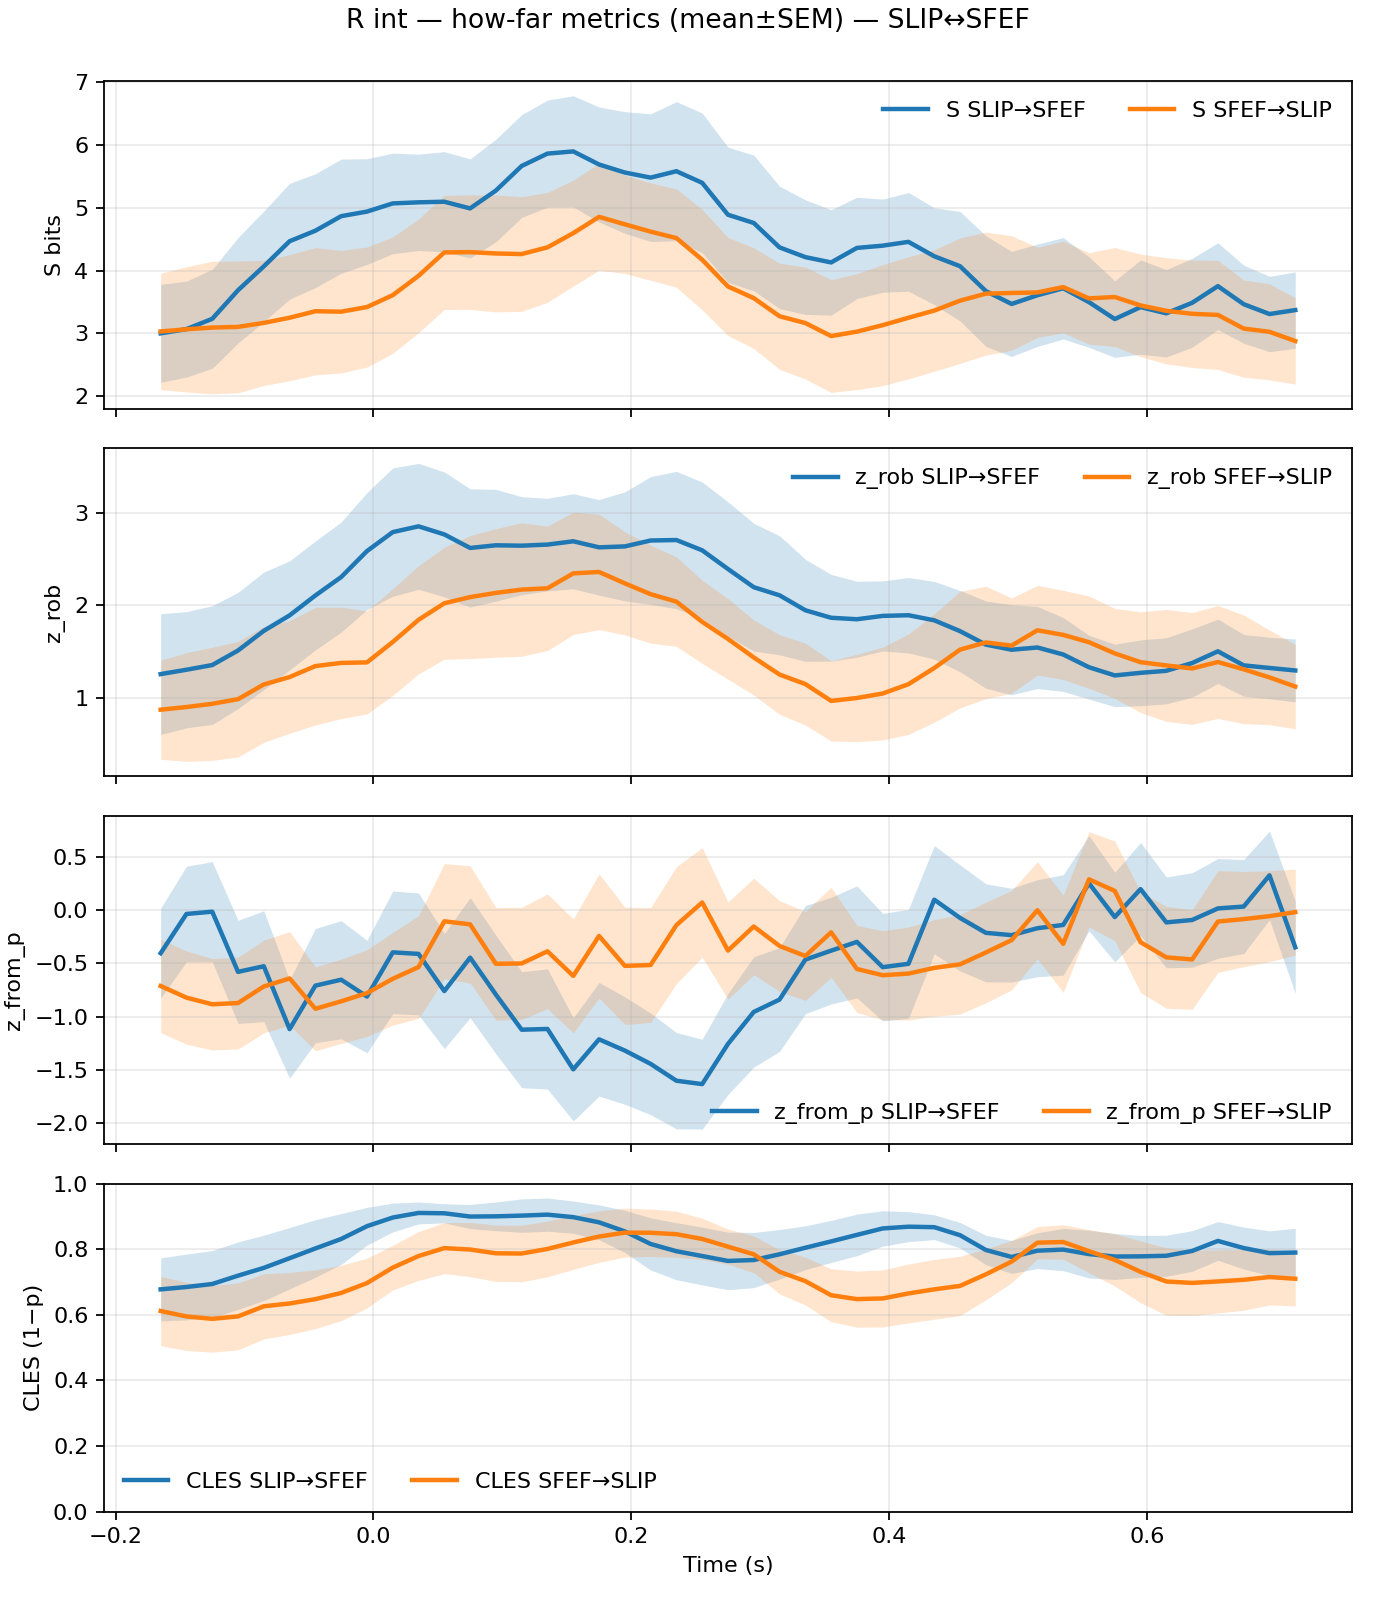 R int — how-far metrics (mean±SEM) — SLIP↔SFEF
7
6
5
4
3
2
S bits
S SLIP→SFEF
S SFEF→SLIP
3
2
1
z_rob
z_rob SLIP→SFEF
z_rob SFEF→SLIP
0.5
0.0
−0.5
−1.0
−1.5
−2.0
z_from_p
z_from_p SLIP→SFEF
z_from_p SFEF→SLIP
1.0
0.8
0.6
0.4
0.2
0.0
CLES (1−p)
CLES SLIP→SFEF
CLES SFEF→SLIP
−0.2
0.0
0.2
0.4
0.6
Time (s)